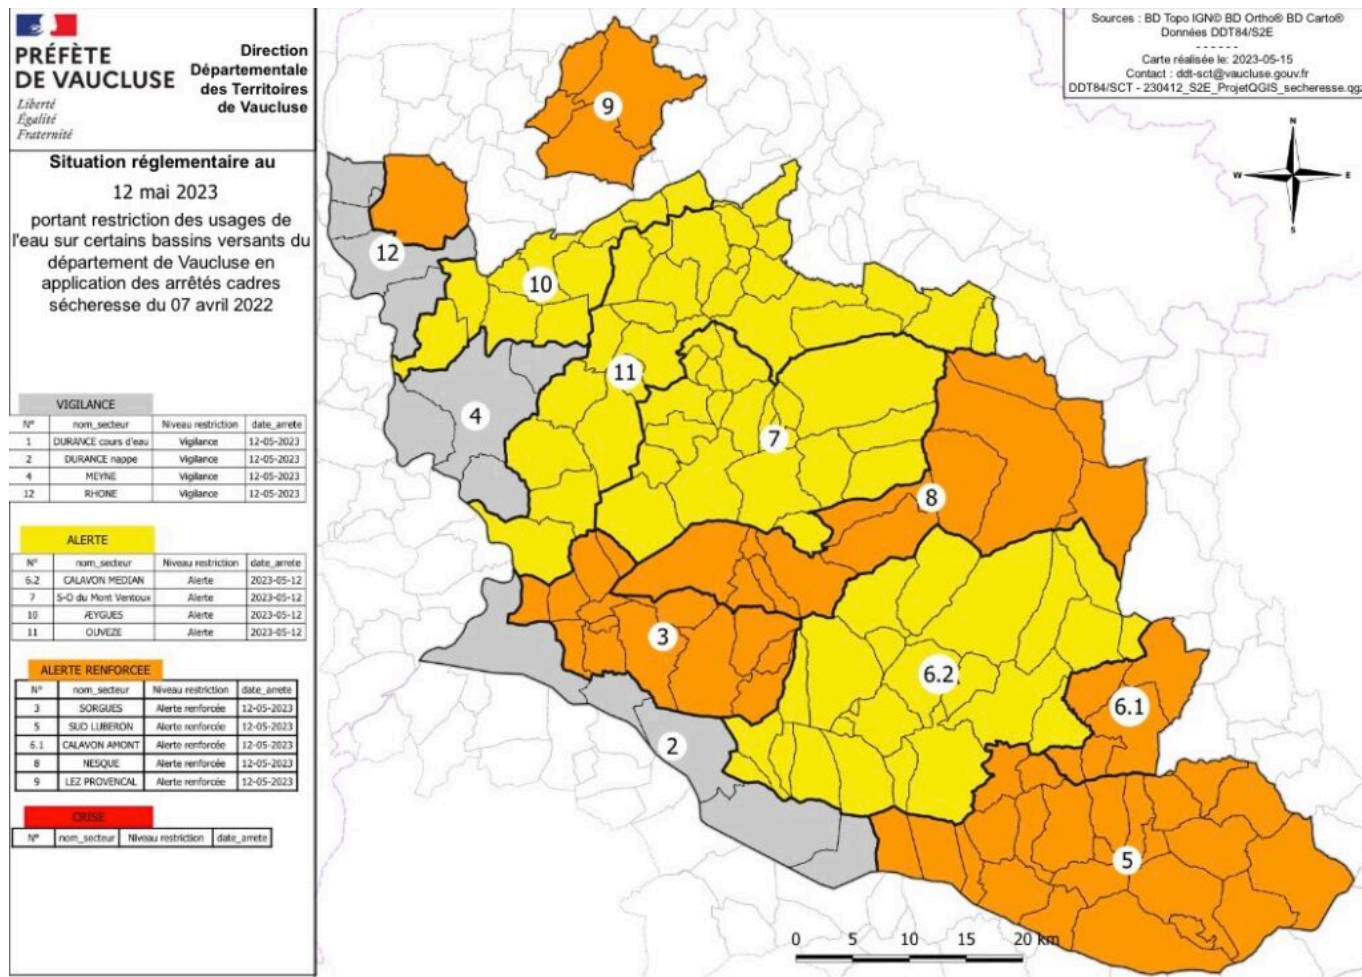 PRÉFÈTE
DE VAUCLUSE
Liberté
Égalité
Fraternité
Direction
Départementale
des Territoires
de Vaucluse
Situation réglementaire au
12 mai 2023
portant restriction des usages de
l'eau sur certains bassins versants du
département de Vaucluse en
application des arrêtés cadres
sécheresse du 07 avril 2022
VIGILANCE
N° nom_secteur Niveau restriction date_arrete
1 DURANCE cours d'eau Vigilance 12-05-2023
2 DURANCE nappe Vigilance 12-05-2023
4 MEYNE Vigilance 12-05-2023
12 RHONE Vigilance 12-05-2023
ALERTE
N° nom_secteur Niveau restriction date_arrete
6.2 CALAVON MEDIAN Alerte 2023-05-12
7 S-O du Mont Ventoux Alerte 2023-05-12
10 ÆYGUES Alerte 2023-05-12
11 OUVEZE Alerte 2023-05-12
ALERTE RENFORCEE
N° nom_secteur Niveau restriction date_arrete
3 SORGUES Alerte renforcée 12-05-2023
5 SUD LUBERON Alerte renforcée 12-05-2023
6.1 CALAVON AMONT Alerte renforcée 12-05-2023
8 NESQUE Alerte renforcée 12-05-2023
9 LEZ PROVENCAL Alerte renforcée 12-05-2023
CRISE
N° nom_secteur Niveau restriction date_arrete
Sources : BD Topo IGN© BD Ortho® BD Carto®
Données DDT84/S2E
------
Carte réalisée le: 2023-05-15
Contact : ddt-sct@vaucluse.gouv.fr
DDT84/SCT - 230412_S2E_ProjetQGIS_secheresse.qgz
N
W E
S
9
12
10
11
4
7
8
3
6.2
6.1
2
5
0 5 10 15 20 km